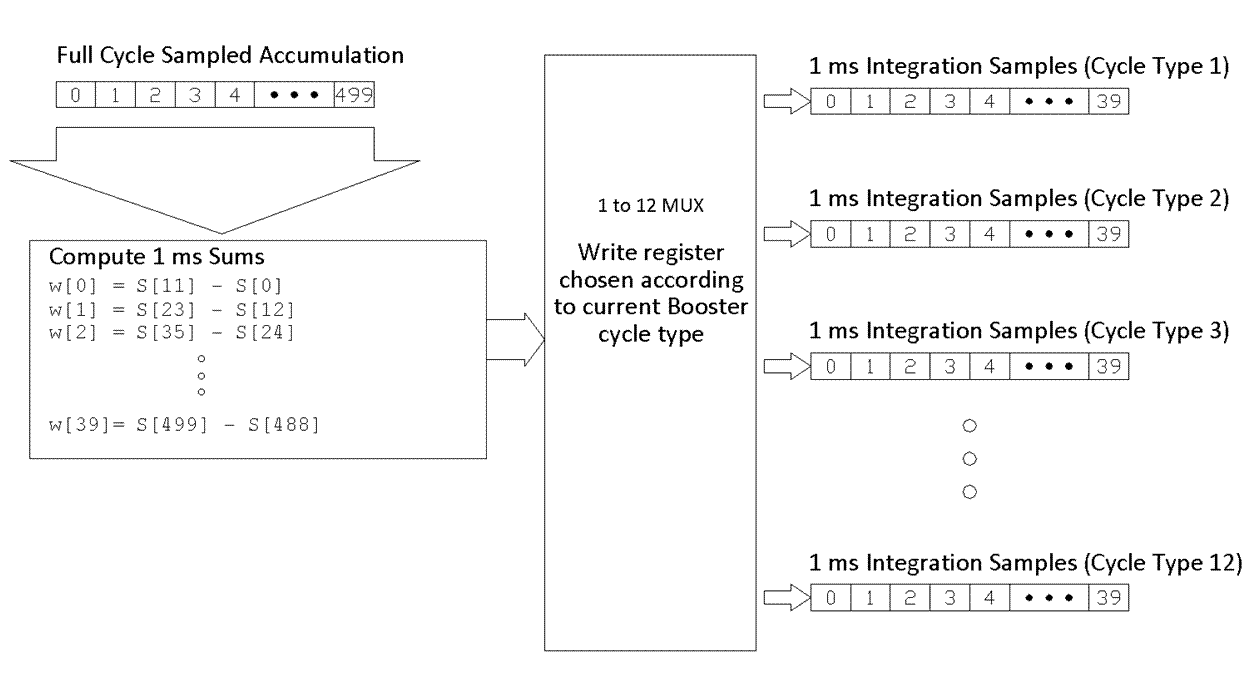 Full Cycle Sampled Accumulation
0 1 2 3 4 • • • 499
Compute 1 ms Sums
w[0] = S[11] - S[0]
w[1] = S[23] - S[12]
w[2] = S[35] - S[24]
w[39]= S[499] - S[488]
1 to 12 MUX
Write register
chosen according
to current Booster
cycle type
1 ms Integration Samples (Cycle Type 1)
0 1 2 3 4 • • • 39
1 ms Integration Samples (Cycle Type 2)
0 1 2 3 4 • • • 39
1 ms Integration Samples (Cycle Type 3)
0 1 2 3 4 • • • 39
1 ms Integration Samples (Cycle Type 12)
0 1 2 3 4 • • • 39